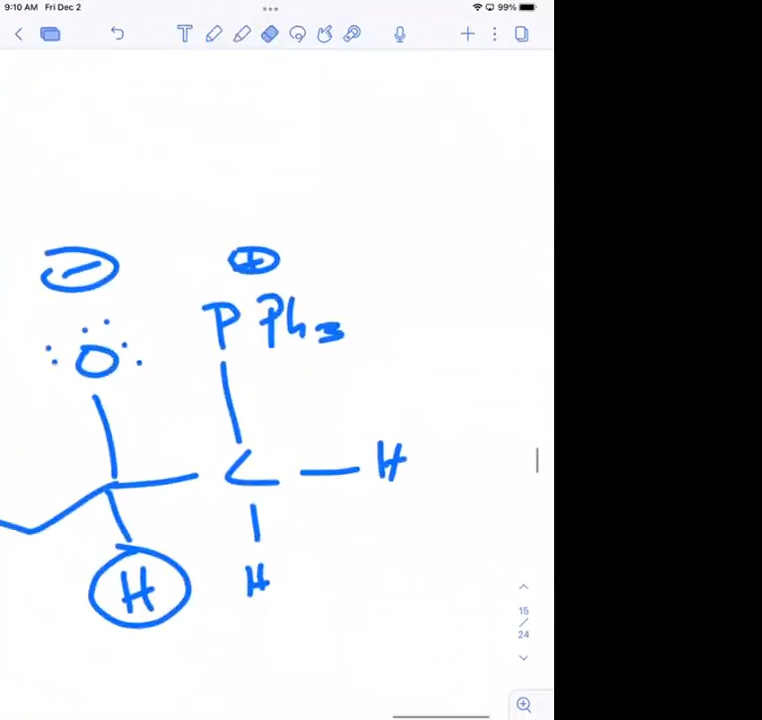 9:10 AM Fri Dec 2
99%
T
− +
O PPh3
C — H
H H
15
/
24